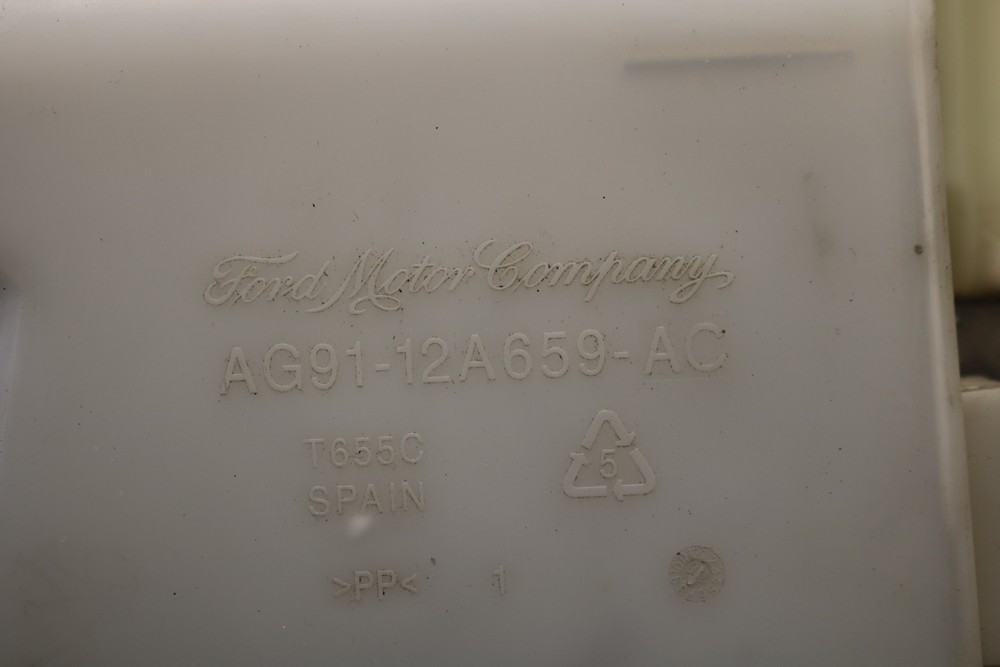 Ford Motor Company
AG91-12A659-AC
T655C
SPAIN
5
>PP<
1